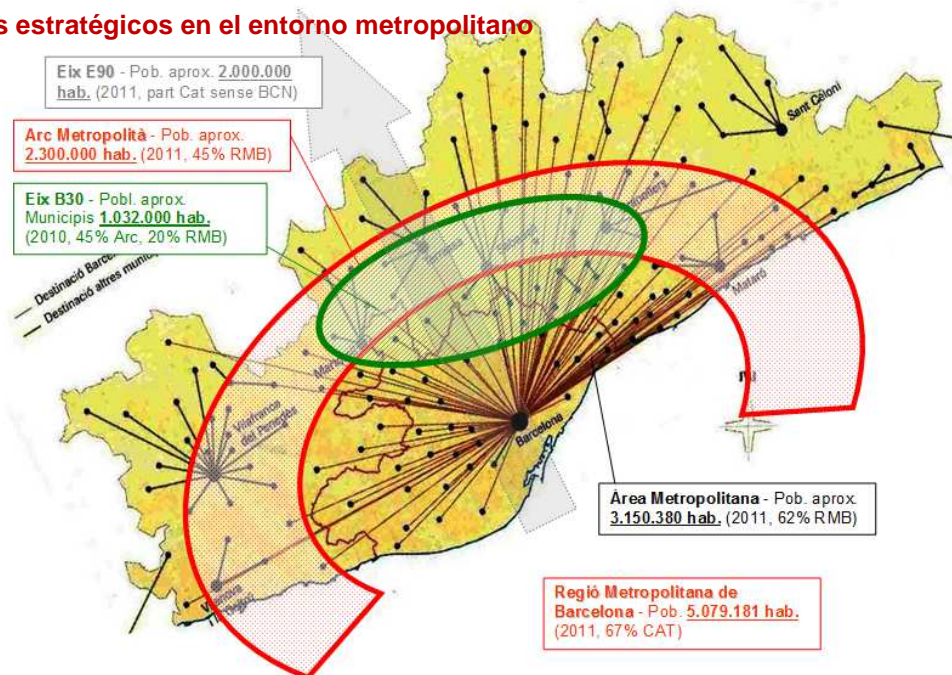 s estratégicos en el entorno metropolitano
Eix E90 - Pob. aprox. 2.000.000
hab. (2011, part Cat sense BCN)
Arc Metropolità - Pob. aprox.
2.300.000 hab. (2011, 45% RMB)
Eix B30 - Pobl. aprox.
Municipis 1.032.000 hab.
(2010, 45% Arc, 20% RMB)
Destinació Barcel
Destinació altres municip
Sant Celoni
Mataró
Vilafranca
del Penedès
Barcelona
Vilanova
Àrea Metropolitana - Pob. aprox.
3.150.380 hab. (2011, 62% RMB)
Regió Metropolitana de
Barcelona - Pob. 5.079.181 hab.
(2011, 67% CAT)